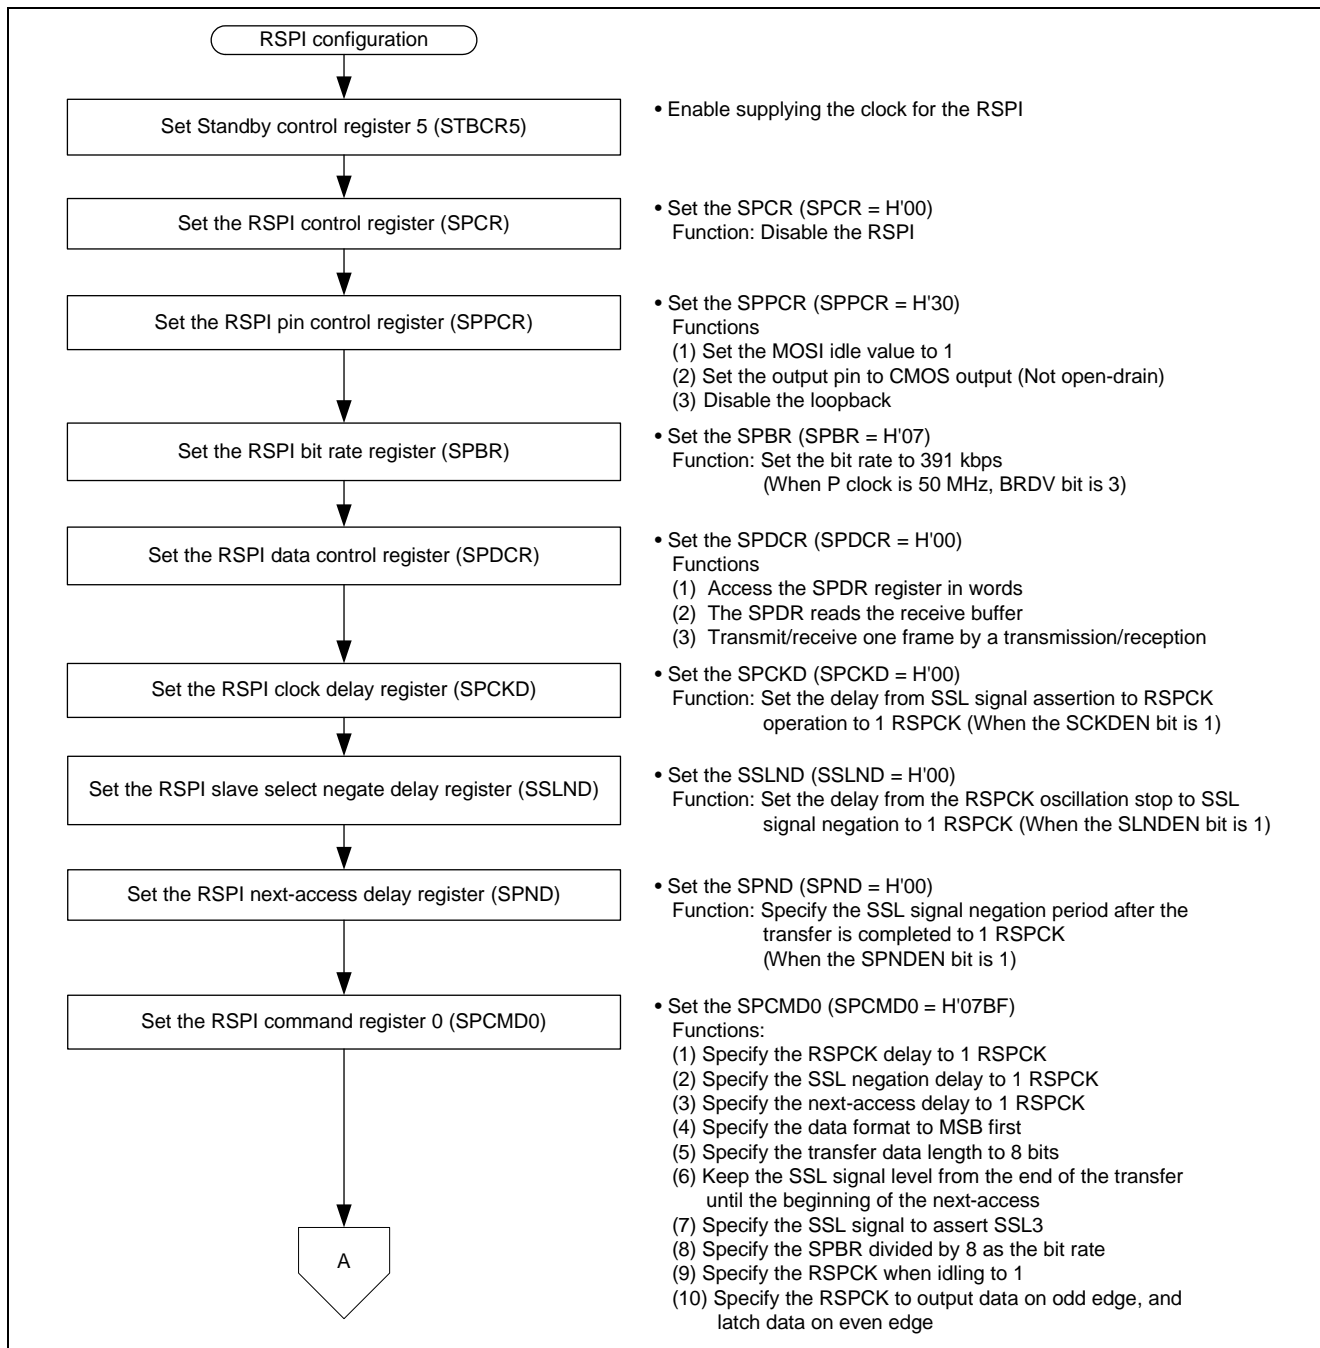 RSPI configuration
Set Standby control register 5 (STBCR5)
• Enable supplying the clock for the RSPI
Set the RSPI control register (SPCR)
• Set the SPCR (SPCR = H'00)
Function: Disable the RSPI
Set the RSPI pin control register (SPPCR)
• Set the SPPCR (SPPCR = H'30)
Functions
(1) Set the MOSI idle value to 1
(2) Set the output pin to CMOS output (Not open-drain)
(3) Disable the loopback
Set the RSPI bit rate register (SPBR)
• Set the SPBR (SPBR = H'07)
Function: Set the bit rate to 391 kbps
(When P clock is 50 MHz, BRDV bit is 3)
Set the RSPI data control register (SPDCR)
• Set the SPDCR (SPDCR = H'00)
Functions
(1) Access the SPDR register in words
(2) The SPDR reads the receive buffer
(3) Transmit/receive one frame by a transmission/reception
Set the RSPI clock delay register (SPCKD)
• Set the SPCKD (SPCKD = H'00)
Function: Set the delay from SSL signal assertion to RSPCK
operation to 1 RSPCK (When the SCKDEN bit is 1)
Set the RSPI slave select negate delay register (SSLND)
• Set the SSLND (SSLND = H'00)
Function: Set the delay from the RSPCK oscillation stop to SSL
signal negation to 1 RSPCK (When the SLNDEN bit is 1)
Set the RSPI next-access delay register (SPND)
• Set the SPND (SPND = H'00)
Function: Specify the SSL signal negation period after the
transfer is completed to 1 RSPCK
(When the SPNDEN bit is 1)
Set the RSPI command register 0 (SPCMD0)
• Set the SPCMD0 (SPCMD0 = H'07BF)
Functions:
(1) Specify the RSPCK delay to 1 RSPCK
(2) Specify the SSL negation delay to 1 RSPCK
(3) Specify the next-access delay to 1 RSPCK
(4) Specify the data format to MSB first
(5) Specify the transfer data length to 8 bits
(6) Keep the SSL signal level from the end of the transfer
until the beginning of the next-access
(7) Specify the SSL signal to assert SSL3
(8) Specify the SPBR divided by 8 as the bit rate
(9) Specify the RSPCK when idling to 1
(10) Specify the RSPCK to output data on odd edge, and
latch data on even edge
A